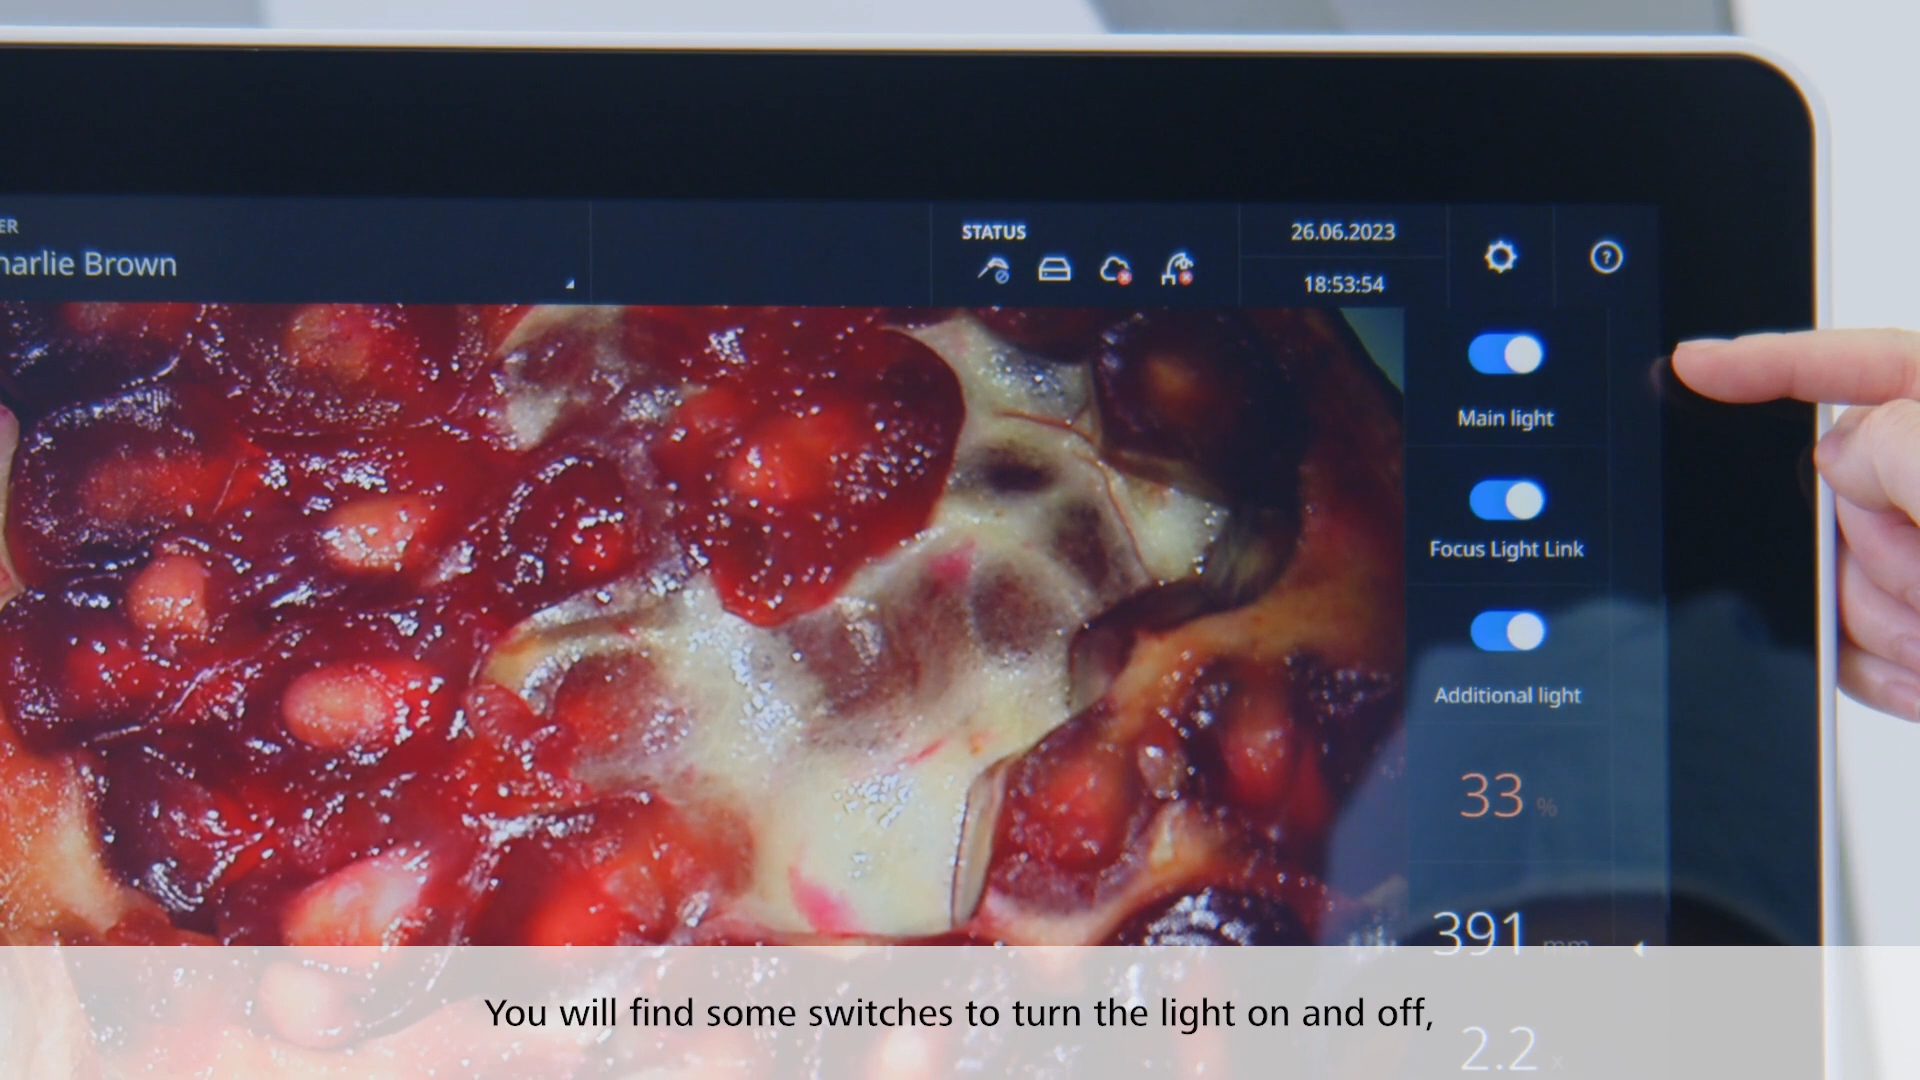 ER
harlie Brown
STATUS
26.06.2023
18:53:54
?
Main light
Focus Light Link
Additional light
33 %
391 mm
2.2 x
You will find some switches to turn the light on and off,